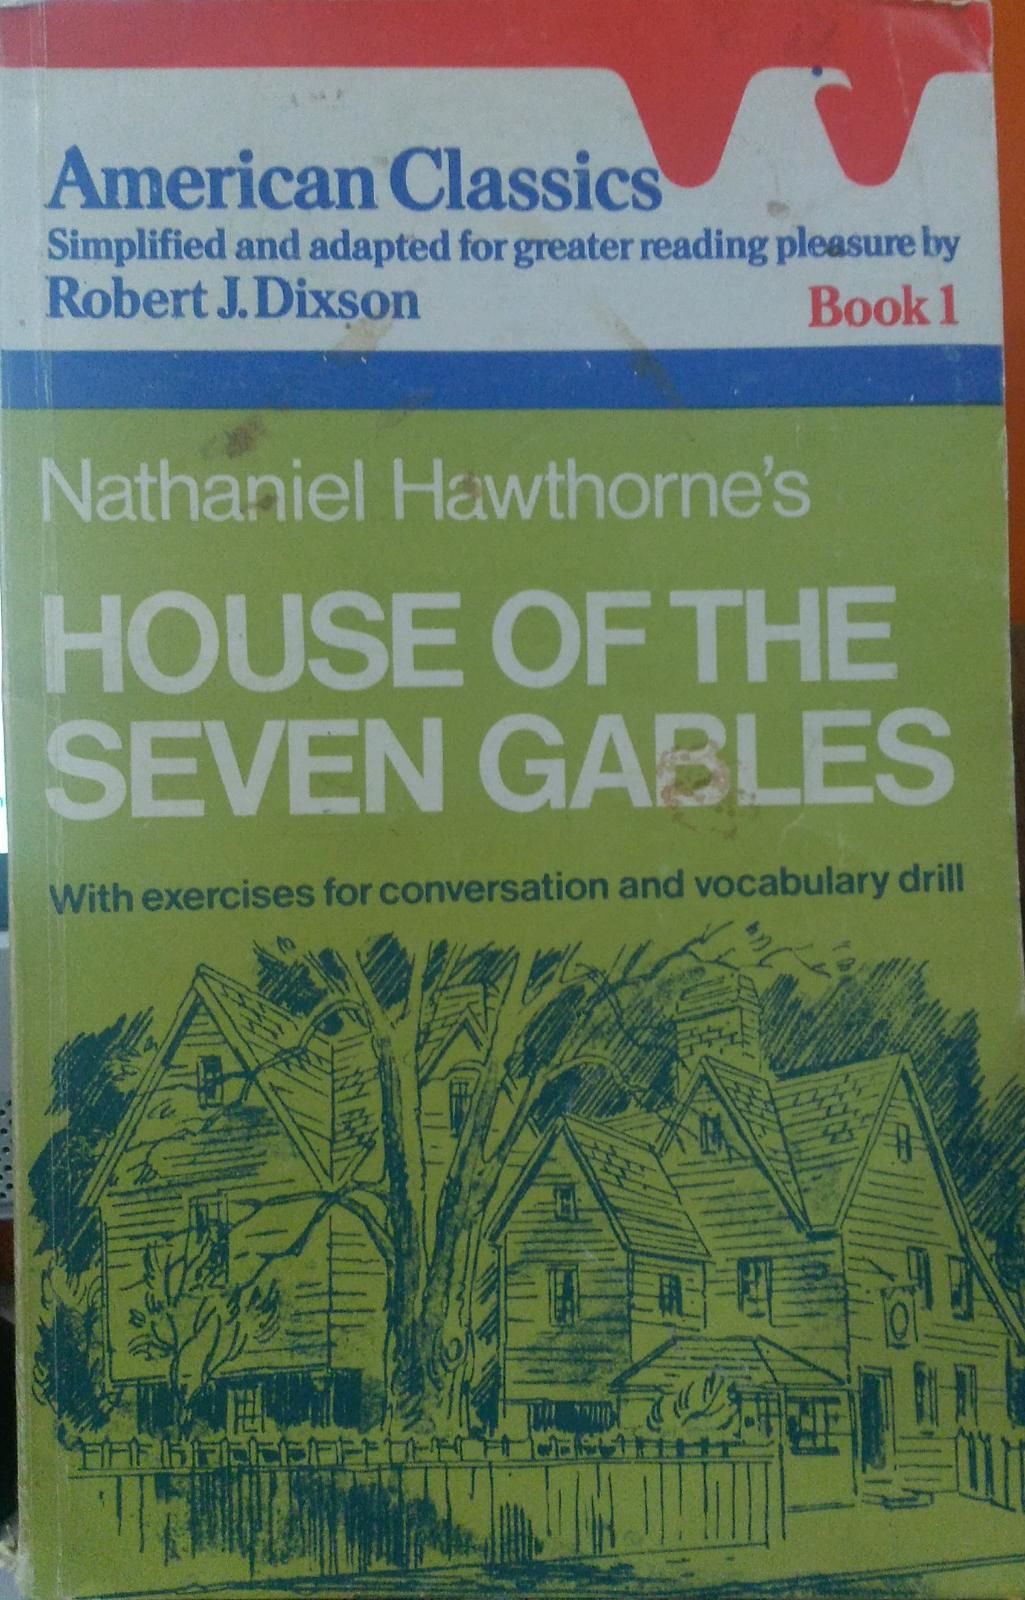 American Classics
Simplified and adapted for greater reading pleasure by
Robert J. Dixson
Book 1
Nathaniel Hawthorne's
HOUSE OF THE
SEVEN GABLES
With exercises for conversation and vocabulary drill